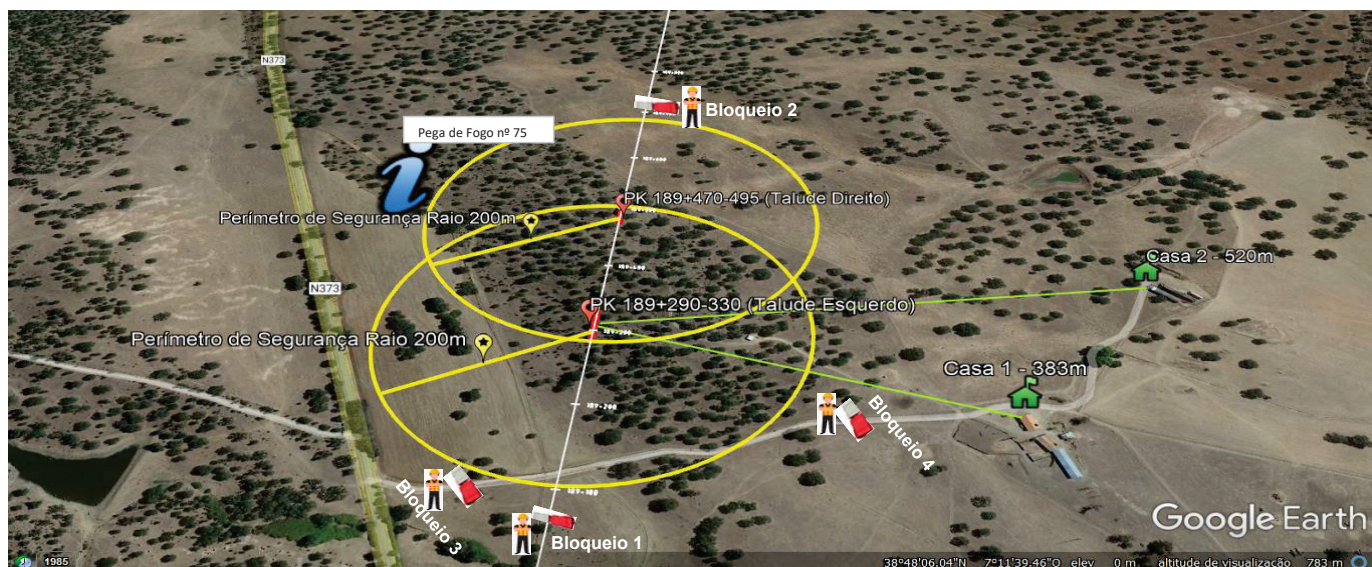 N373
Bloqueio 2
Pega de Fogo nº 75
PK 189+470-495 (Talude Direito)
Perímetro de Segurança Raio 200m
Casa 2 - 520m
N373
PK 189+290-330 (Talude Esquerdo)
Perímetro de Segurança Raio 200m
Casa 1 - 383m
Bloqueio 4
Bloqueio 3
Bloqueio 1
Google Earth
1985
38°48'06.04"N 7°11'39.46"O elev 0 m altitude de visualização 783 m